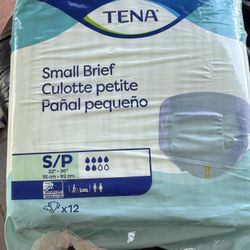 TENA
Small Brief
Culotte petite
Pañal pequeño
S/P
22" - 36"
55 cm - 92 cm
x12